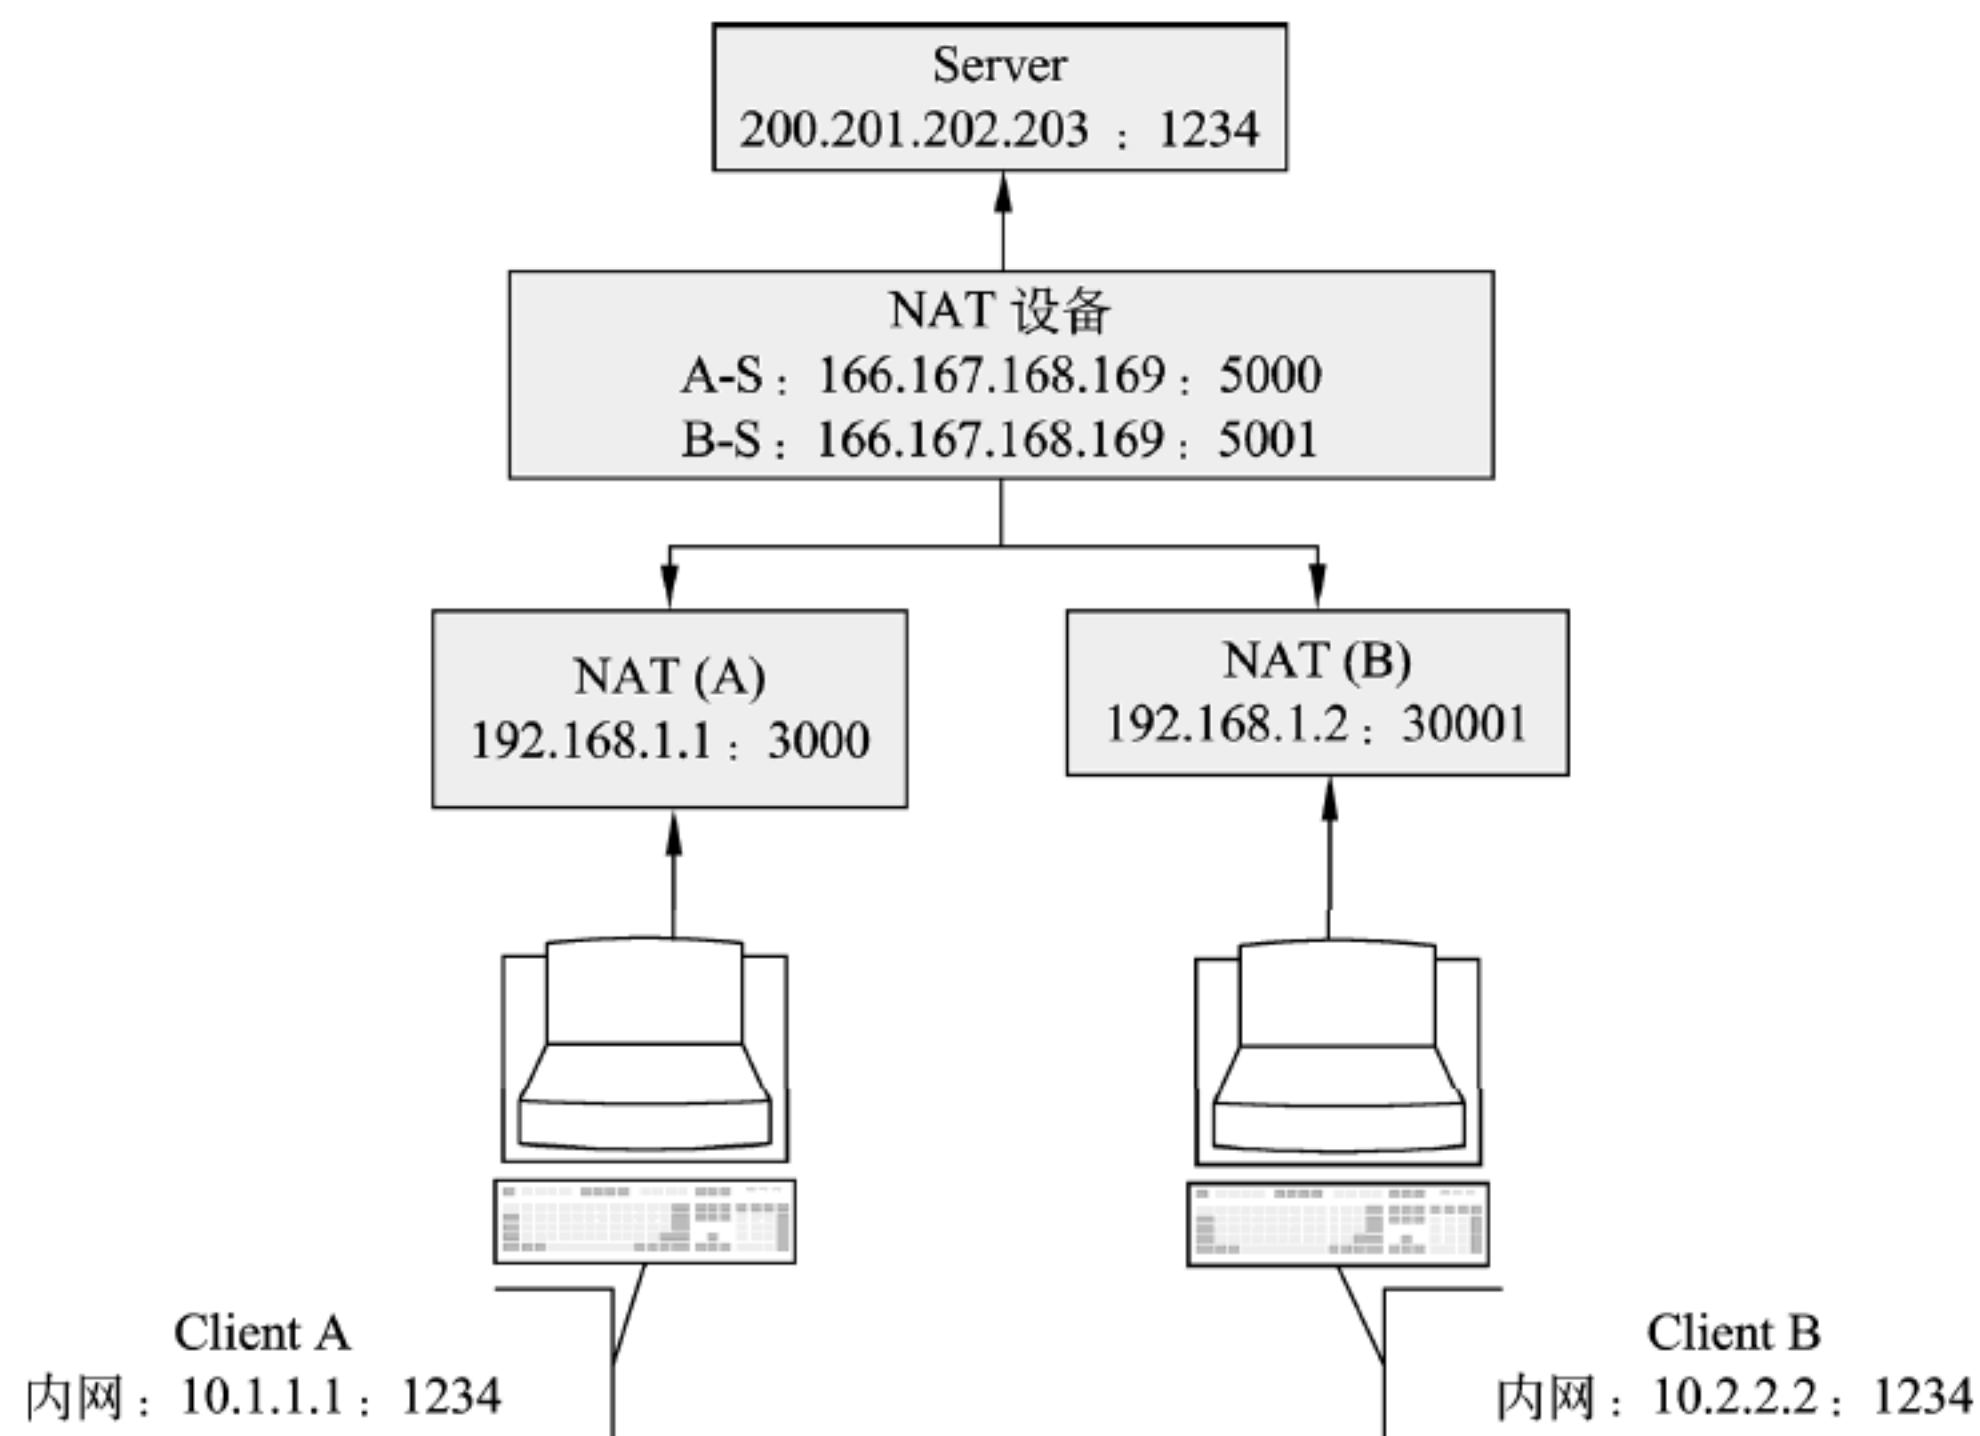 Server
200.201.202.203 : 1234
NAT 设备
A-S: 166.167.168.169: 5000
B-S: 166.167.168.169: 5001
NAT (A)
192.168.1.1: 3000
NAT (B)
192.168.1.2: 30001
Client A
内网: 10.1.1.1: 1234
Client B
内网: 10.2.2.2: 1234